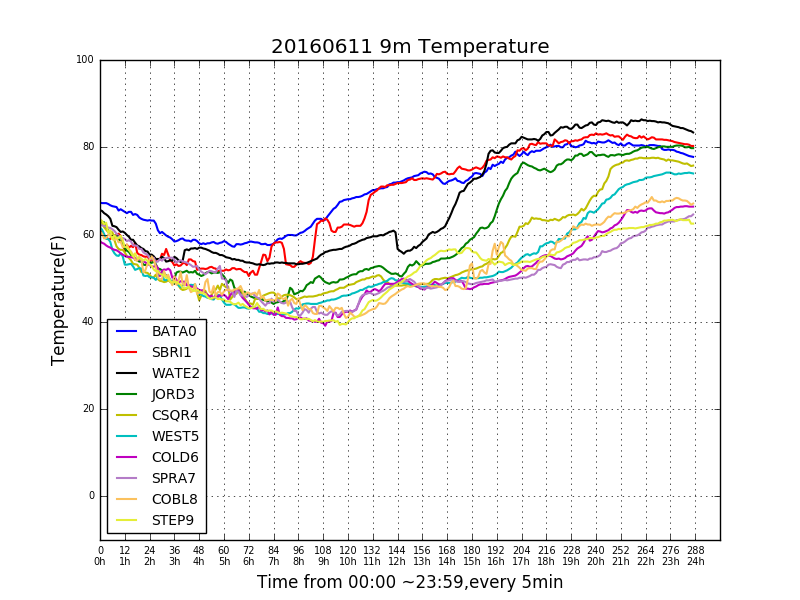 20160611 9m Temperature
100
80
60
40
20
0
Temperature(F)
BATA0
SBRI1
WATE2
JORD3
CSQR4
WEST5
COLD6
SPRA7
COBL8
STEP9
0 12 24 36 48 60 72 84 96 108 120 132 144 156 168 180 192 204 216 228 240 252 264 276 288
0h 1h 2h 3h 4h 5h 6h 7h 8h 9h 10h 11h 12h 13h 14h 15h 16h 17h 18h 19h 20h 21h 22h 23h 24h
Time from 00:00 ~23:59,every 5min